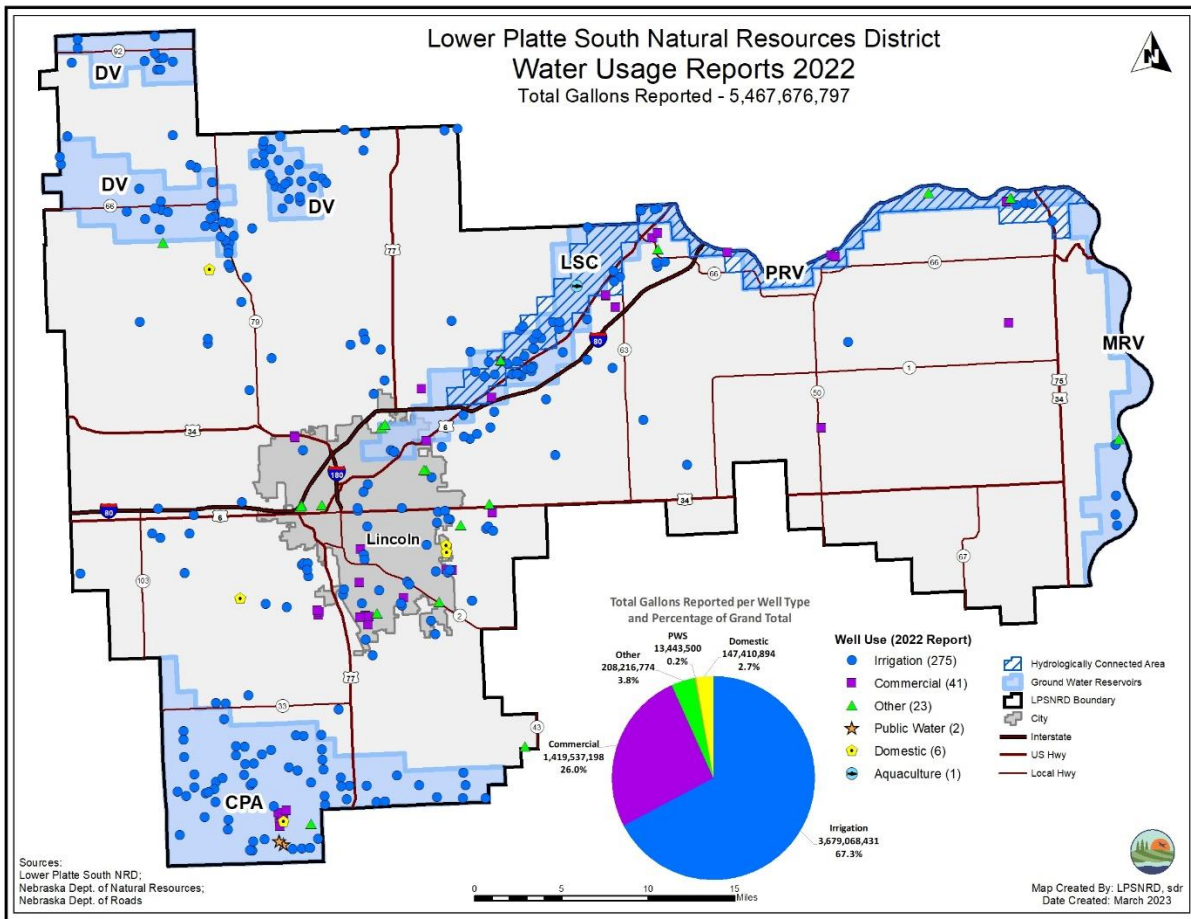 Lower Platte South Natural Resources District
Water Usage Reports 2022
Total Gallons Reported - 5,467,676,797
N
92
DV
DV
66
DV
77
79
LSC
66
PRV
66
MRV
80
63
1
50
75
34
34
6
180
80
6
34
Lincoln
103
2
67
77
33
43
CPA
Total Gallons Reported per Well Type
and Percentage of Grand Total
PWS
13,443,500
0.2%
Domestic
147,410,894
2.7%
Other
208,216,774
3.8%
Commercial
1,419,537,198
26.0%
Irrigation
3,679,068,431
67.3%
Well Use (2022 Report)
Irrigation (275)
Commercial (41)
Other (23)
Public Water (2)
Domestic (6)
Aquaculture (1)
Hydrologically Connected Area
Ground Water Reservoirs
LPSNRD Boundary
City
Interstate
US Hwy
Local Hwy
Sources:
Lower Platte South NRD;
Nebraska Dept. of Natural Resources;
Nebraska Dept. of Roads
0 5 10 15
Miles
Map Created By: LPSNRD, sdr
Date Created: March 2023